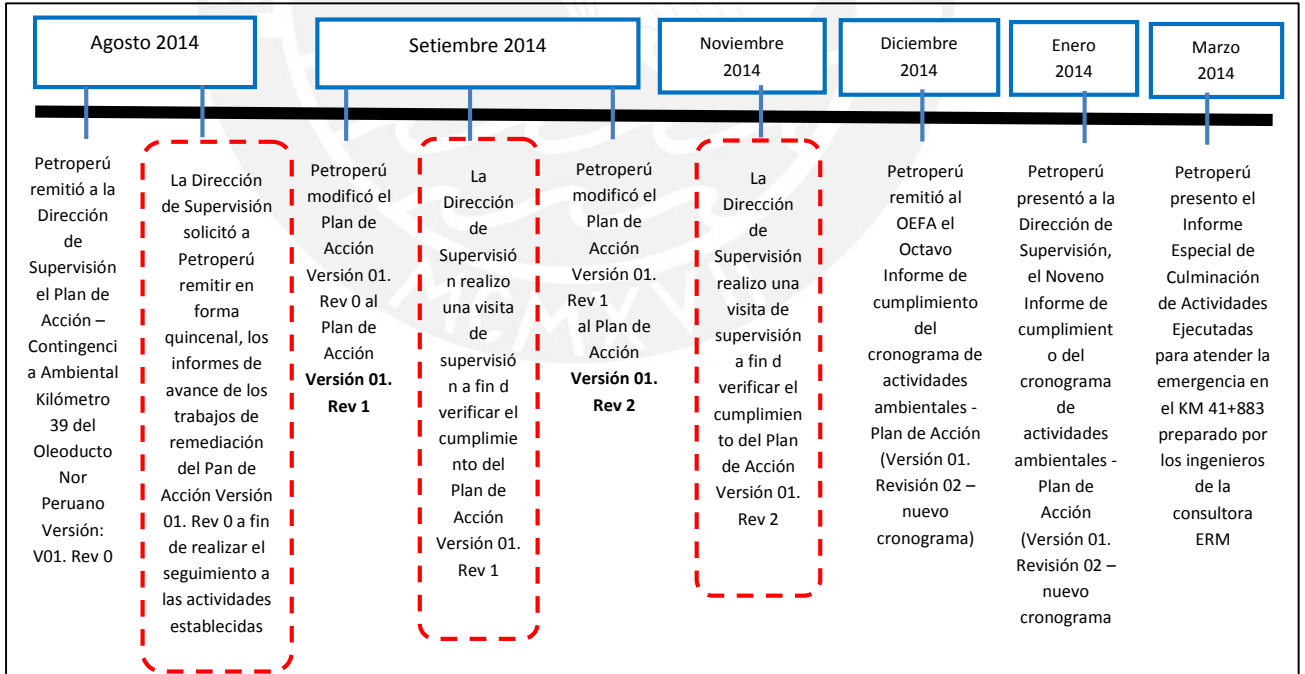 Agosto 2014
Setiembre 2014
Noviembre
2014
Diciembre
2014
Enero
2014
Marzo
2014
Petroperú
remitió a la
Dirección
de
Supervisión
el Plan de
Acción –
Contingenci
a Ambiental
Kilómetro
39 del
Oleoducto
Nor
Peruano
Versión:
V01. Rev 0
La Dirección
de Supervisión
solicitó a
Petroperú
remitir en
forma
quincenal, los
informes de
avance de los
trabajos de
remediación
del Pan de
Acción Versión
01. Rev 0 a fin
de realizar el
seguimiento a
las actividades
establecidas
Petroperú
modificó el
Plan de
Acción
Versión 01.
Rev 0 al
Plan de
Acción
Versión 01.
Rev 1
La
Dirección
de
Supervisió
n realizo
una visita
de
supervisió
n a fin d
verificar el
cumplimie
nto del
Plan de
Acción
Versión 01.
Rev 1
Petroperú
modificó el
Plan de
Acción
Versión 01.
Rev 1
al Plan de
Acción
Versión 01.
Rev 2
La
Dirección
de
Supervisión
realizo una
visita de
supervisión
a fin d
verificar el
cumplimien
to del Plan
de Acción
Versión 01.
Rev 2
Petroperú
remitió al
OEFA el
Octavo
Informe de
cumplimiento
del
cronograma de
actividades
ambientales -
Plan de Acción
(Versión 01.
Revisión 02 –
nuevo
cronograma)
Petroperú
presentó a la
Dirección de
Supervisión,
el Noveno
Informe de
cumplimient
o del
cronograma
de
actividades
ambientales -
Plan de
Acción
(Versión 01.
Revisión 02 –
nuevo
cronograma
Petroperú
presento el
Informe
Especial de
Culminación
de Actividades
Ejecutadas
para atender la
emergencia en
el KM 41+883
preparado por
los ingenieros
de la
consultora
ERM
MCMXVII